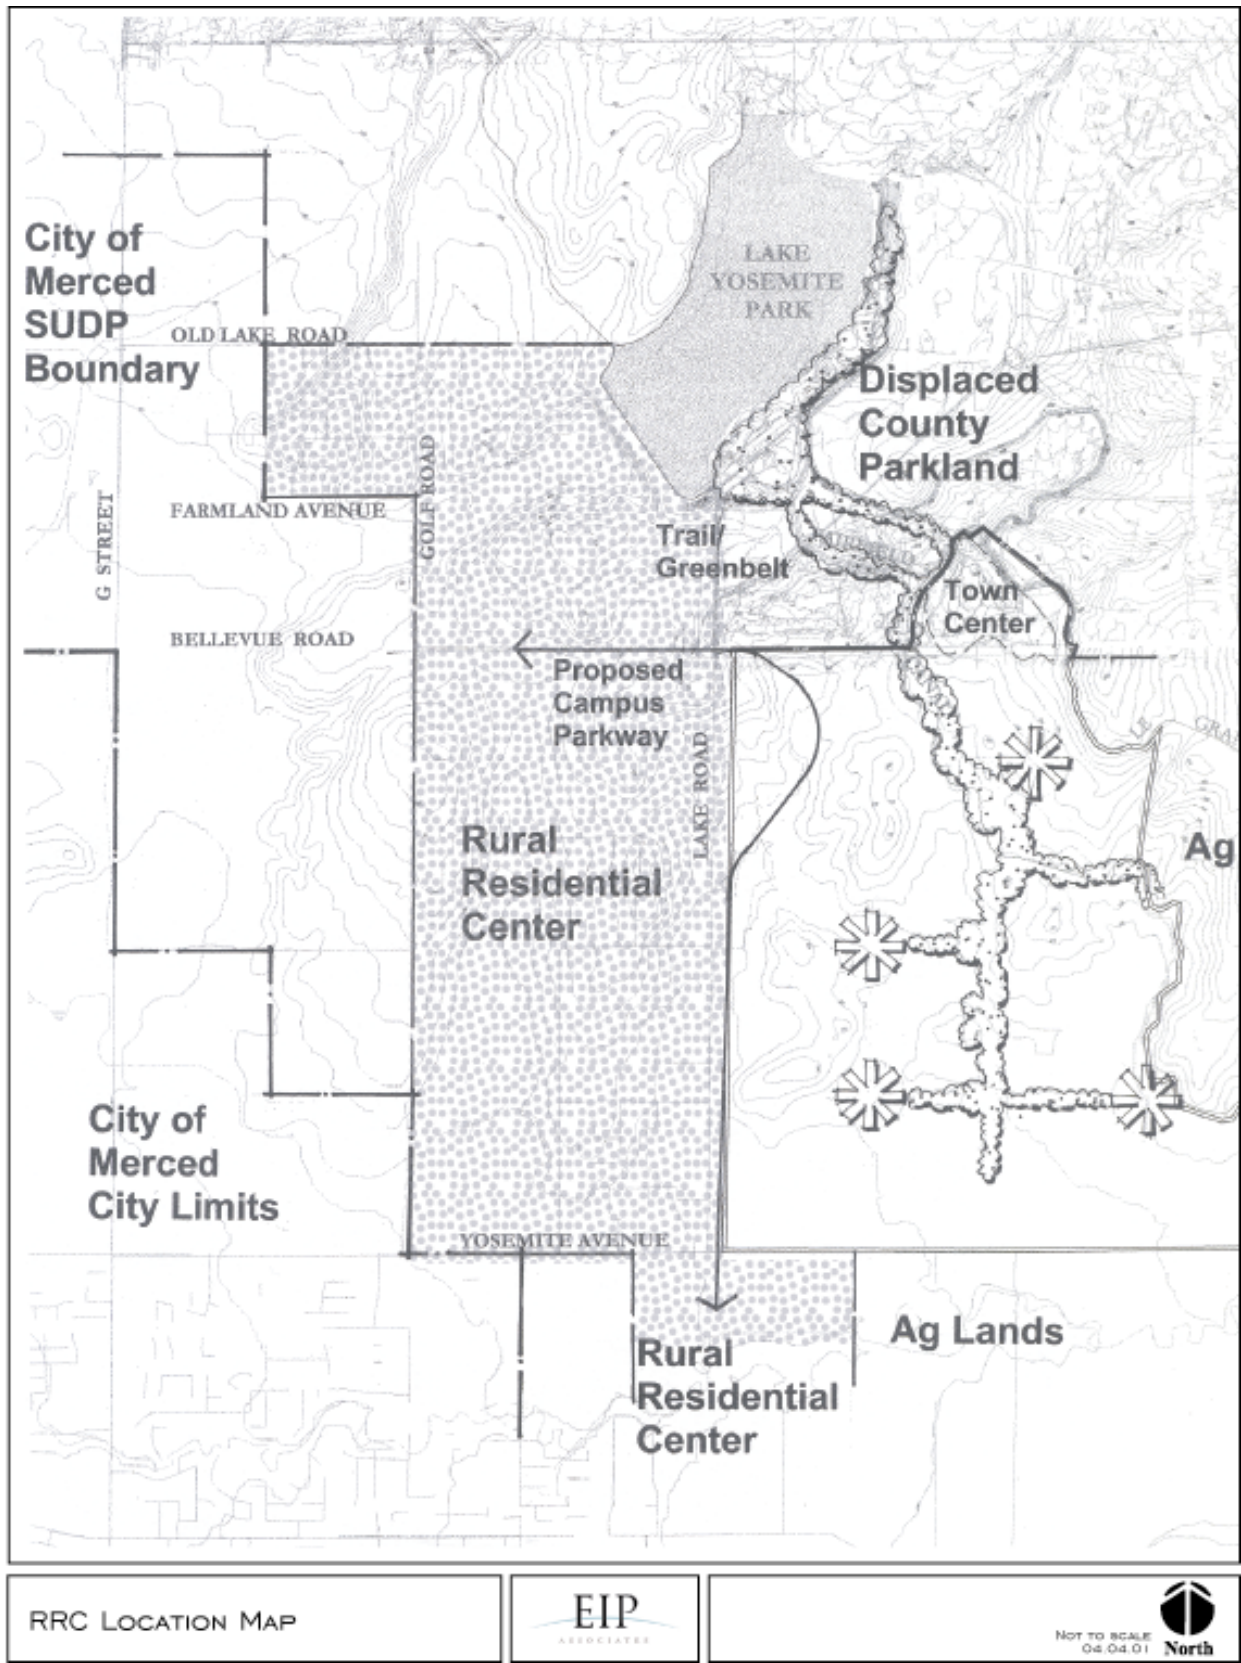 LAKE
YOSEMITE
PARK
City of
Merced
SUDP
Boundary
OLD LAKE ROAD
Displaced
County
Parkland
GOLF ROAD
G STREET
FARMLAND AVENUE
Trail/
Greenbelt
Town
Center
BELLEVUE ROAD
Proposed
Campus
Parkway
LAKE ROAD
LE
Rural
Residential
Center
Ag
City of
Merced
City Limits
YOSEMITE AVENUE
Ag Lands
Rural
Residential
Center
RRC LOCATION MAP
EIP
ASSOCIATES
NOT TO SCALE
04.04.01
North